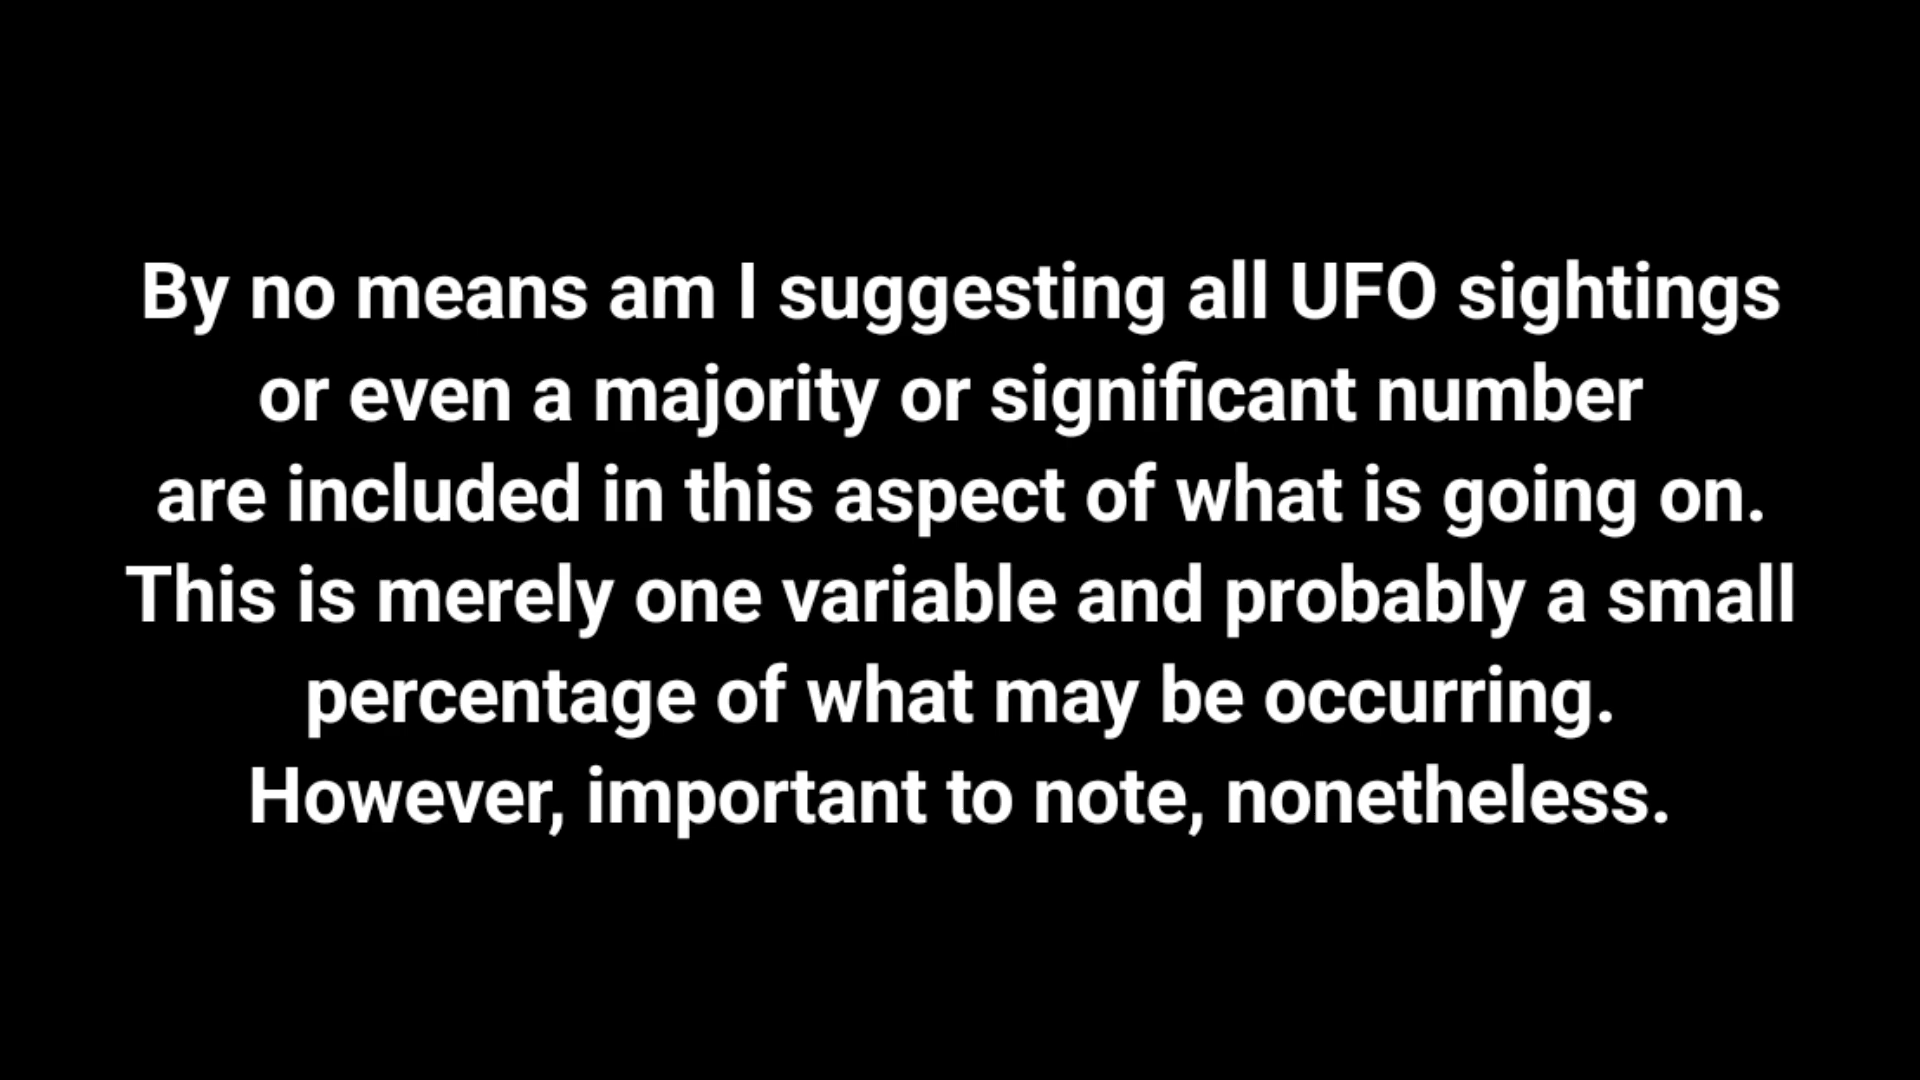 By no means am I suggesting all UFO sightings
or even a majority or significant number
are included in this aspect of what is going on.
This is merely one variable and probably a small
percentage of what may be occurring.
However, important to note, nonetheless.